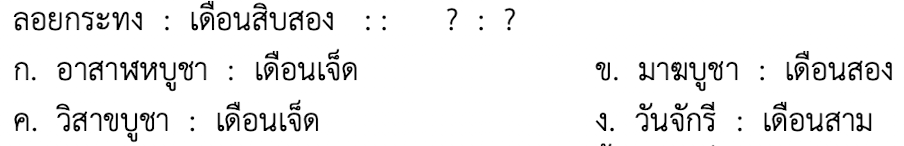 ลอยกระทง : เดือนสิบสอง :: ? : ?
ก. อาสาฬหบูชา : เดือนเจ็ด ข. มาฆบูชา : เดือนสอง
ค. วิสาขบูชา : เดือนเจ็ด ง. วันจักรี : เดือนสาม